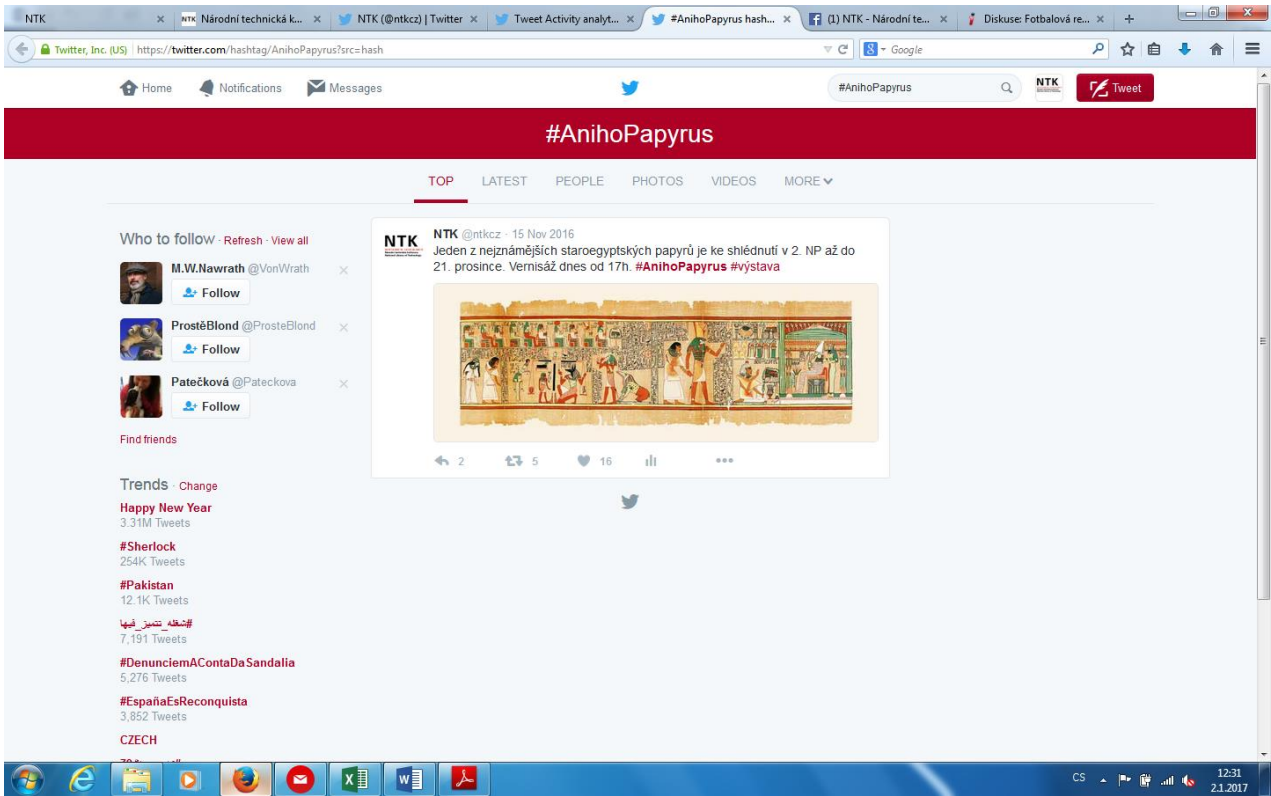 NTK
NTK Národní technická k...
NTK (@ntkcz) | Twitter
Tweet Activity analyt...
#AnihoPapyrus hash...
(1) NTK - Národní te...
Diskuse: Fotbalová re...
Twitter, Inc. (US) https://twitter.com/hashtag/AnihoPapyrus?src=hash
Google
Home Notifications Messages
#AnihoPapyrus
NTK
Tweet
#AnihoPapyrus
TOP LATEST PEOPLE PHOTOS VIDEOS MORE
Who to follow · Refresh · View all
M.W.Nawrath @VonWrath
Follow
ProstěBlond @ProsteBlond
Follow
Patečková @Pateckova
Follow
Find friends
Trends · Change
Happy New Year
3.31M Tweets
#Sherlock
254K Tweets
#Pakistan
12.1K Tweets
#شغله_تتميز_فيها
7,191 Tweets
#DenunciemAContaDaSandalia
5,276 Tweets
#EspañaEsReconquista
3,852 Tweets
CZECH
NTK
NTK @ntkcz · 15 Nov 2016
Jeden z nejznámějších staroegyptských papyrů je ke shlédnutí v 2. NP až do
21. prosince. Vernisáž dnes od 17h. #AnihoPapyrus #výstava
2 5 16
CS
12:31
2.1.2017